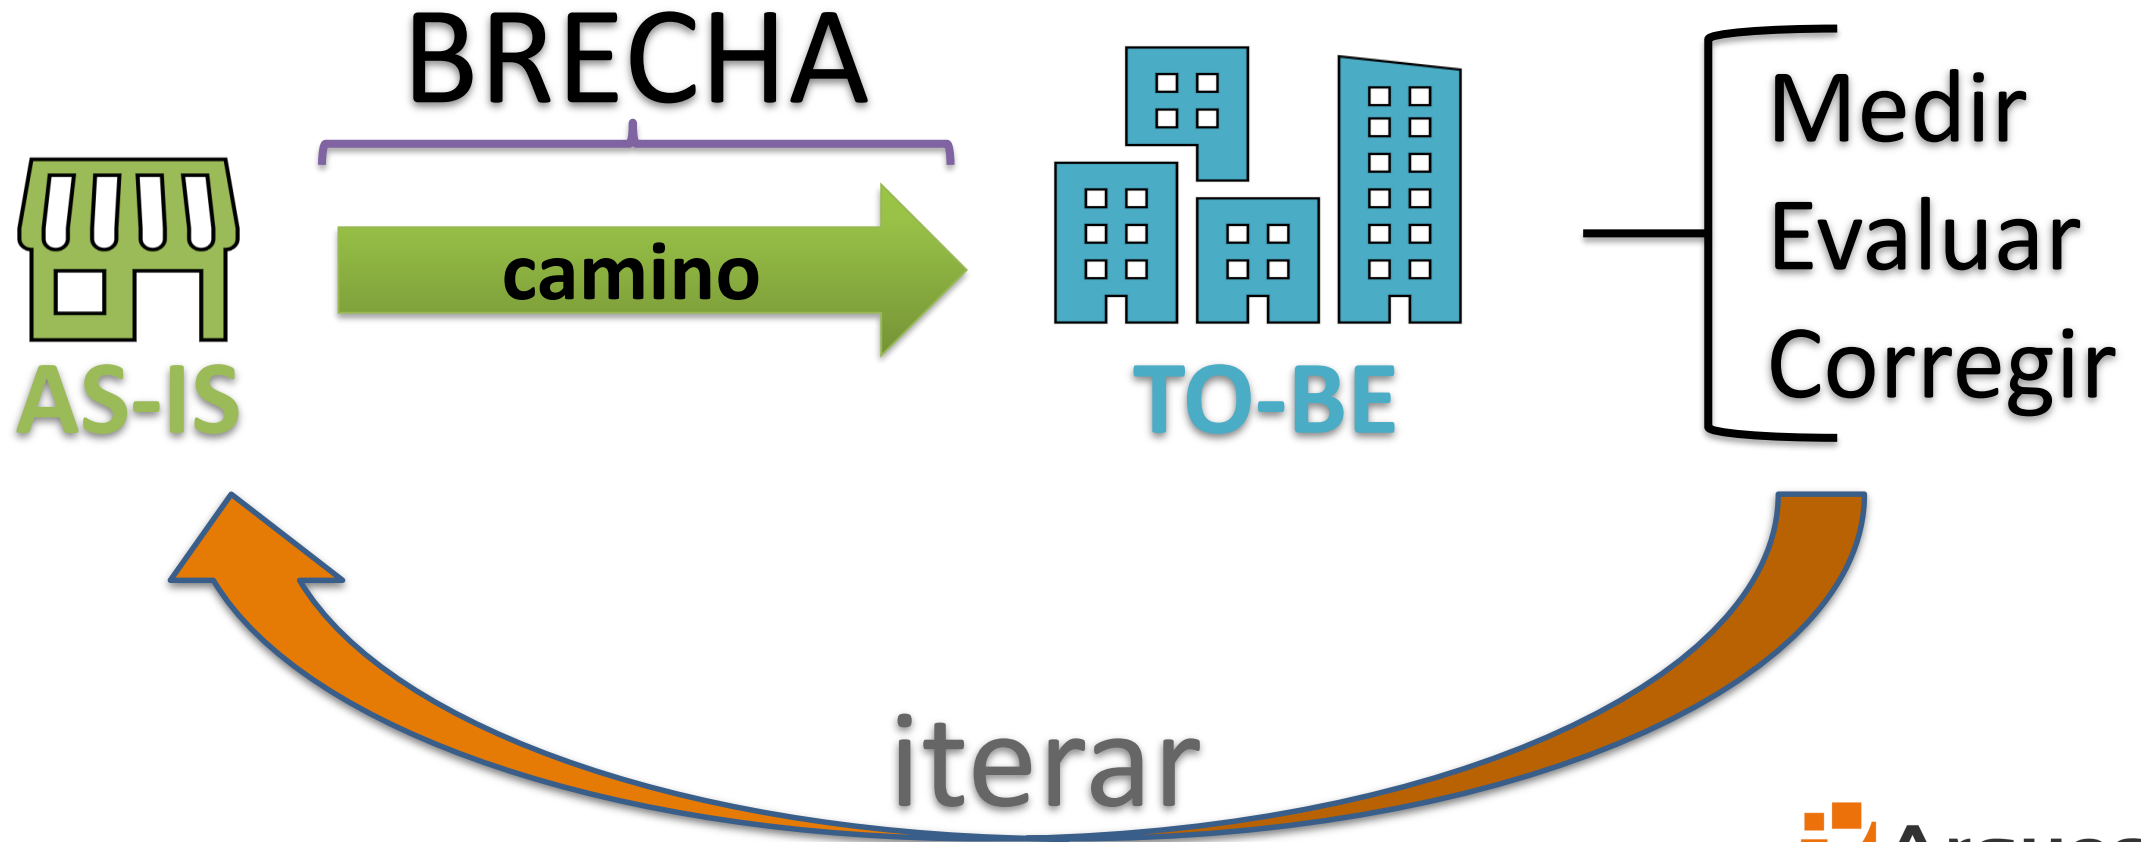 BRECHA
camino
AS-IS
TO-BE
Medir
Evaluar
Corregir
iterar